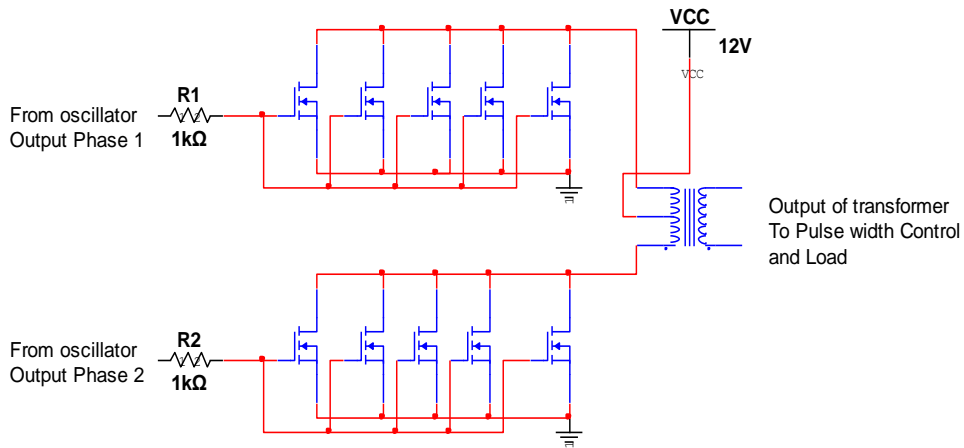 VCC
12V
VCC
From oscillator
Output Phase 1
R1
1kΩ
Output of transformer
To Pulse width Control
and Load
From oscillator
Output Phase 2
R2
1kΩ